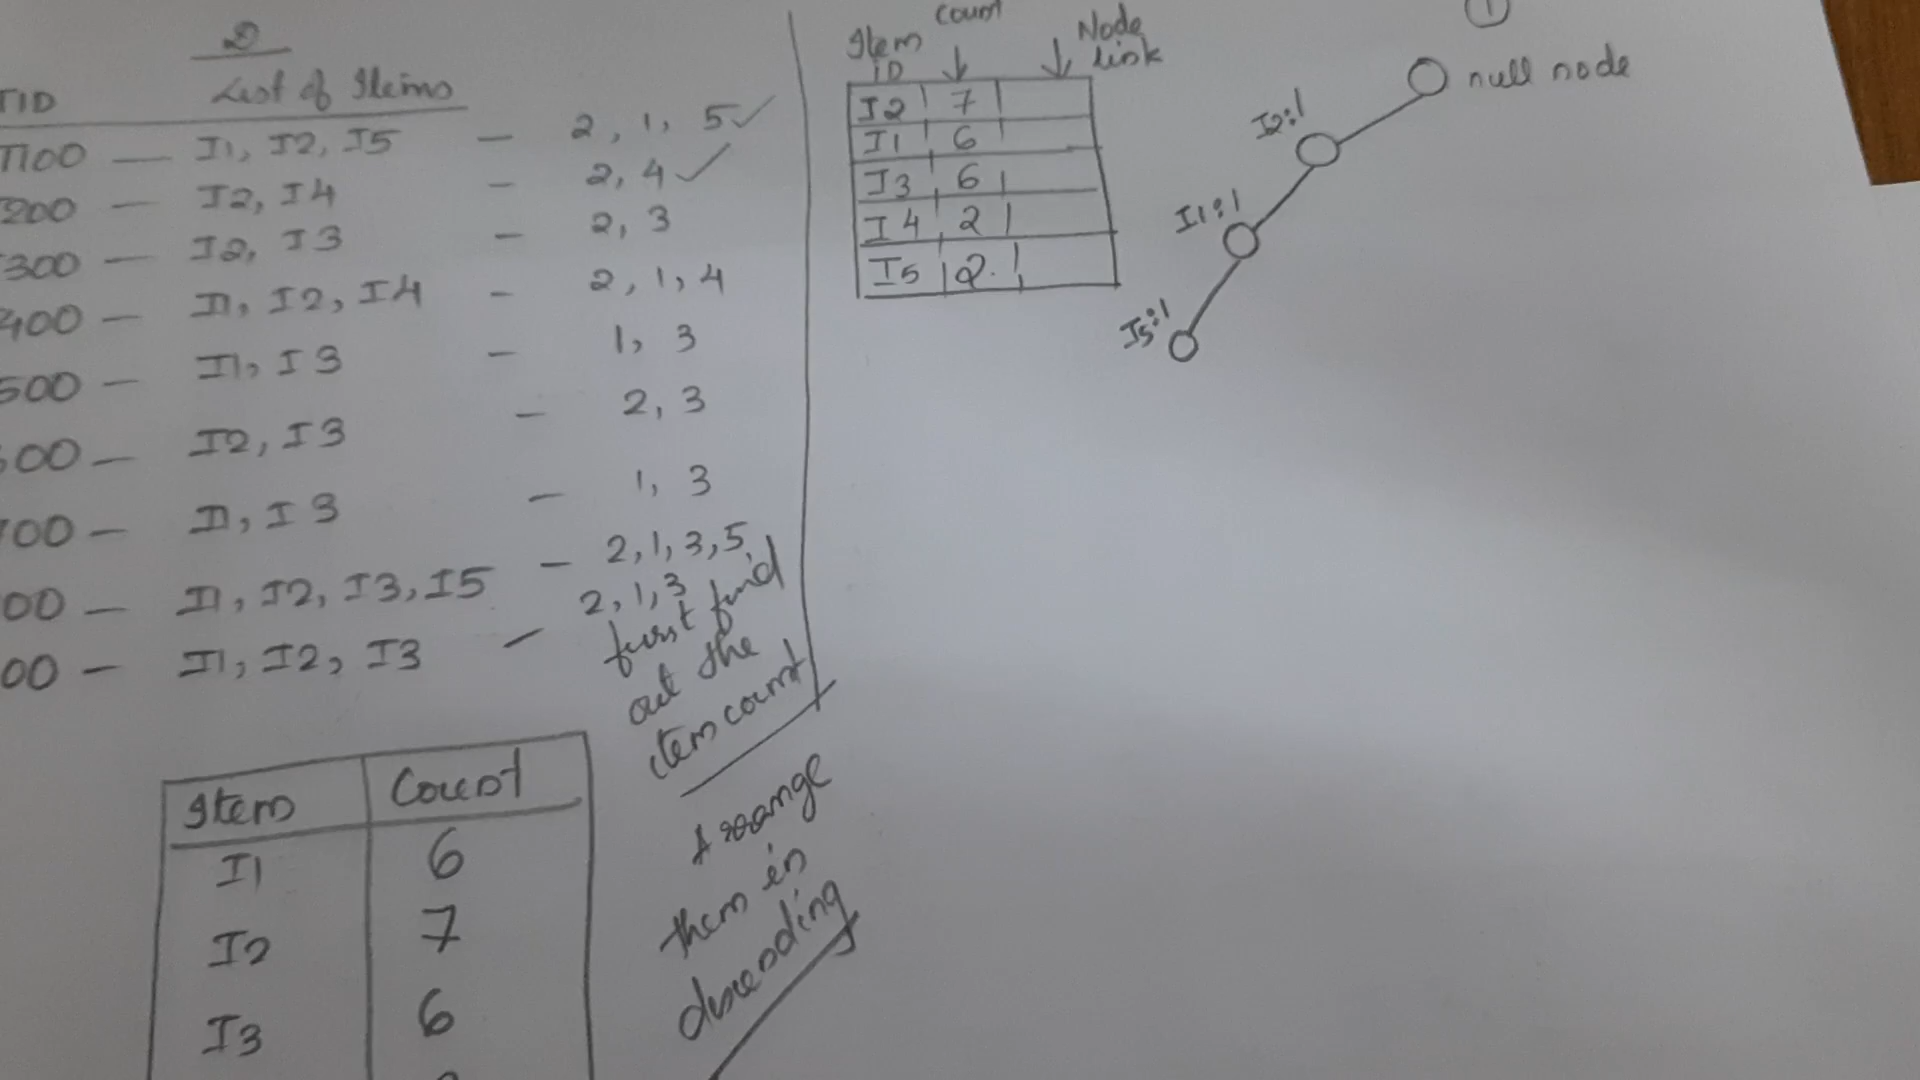 D
TID List of Items
T100 — I1, I2, I5 — 2, 1, 5 ✓
200 — I2, I4 — 2, 4 ✓
300 — I2, I3 — 2, 3
400 — I1, I2, I4 — 2, 1, 4
500 — I1, I3 — 1, 3
00 — I2, I3 — 2, 3
00 — I1, I3 — 1, 3
00 — I1, I2, I3, I5 — 2, 1, 3, 5
00 — I1, I2, I3 — 2, 1, 3
first find
out the
item count
Arrange
them in
descending
Item Count
I1 6
I2 7
I3 6
Item ID count Node link
I2 7
I1 6
I3 6
I4 2
I5 2
1
null node
I2:1
I1:1
I5:1